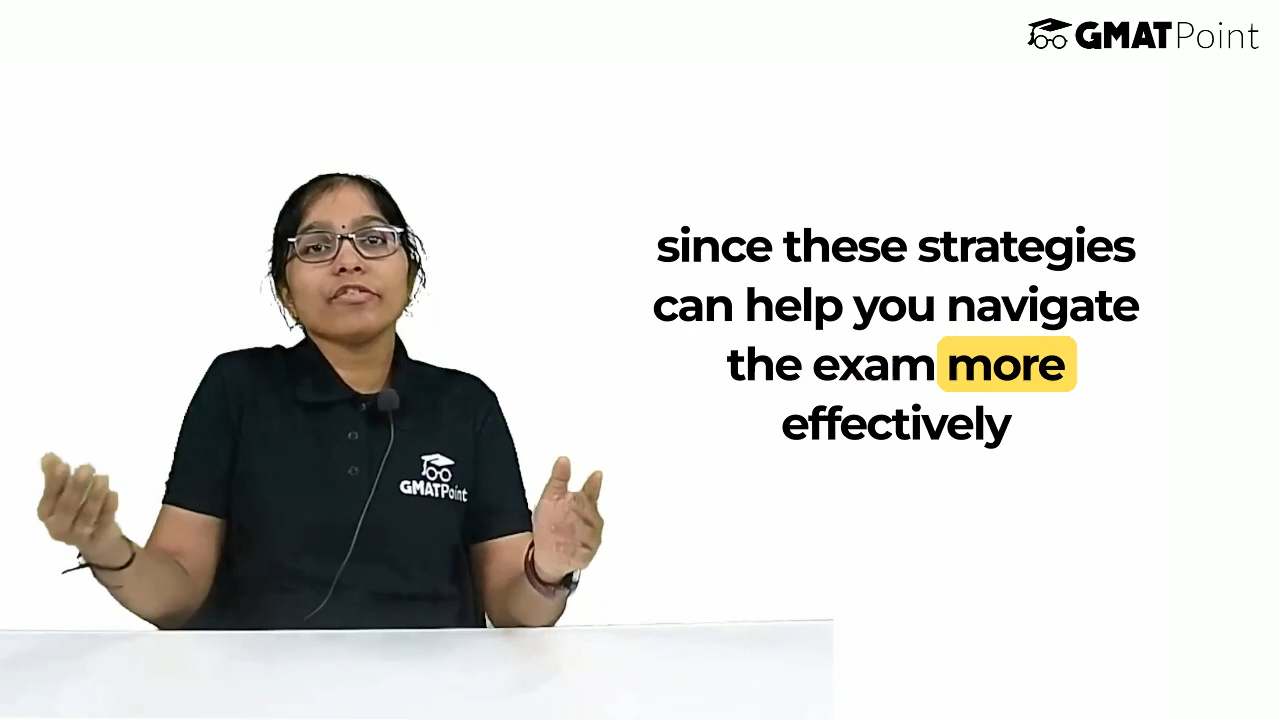 GMATPoint
since these strategies
can help you navigate
the exam more
effectively
GMATPoint